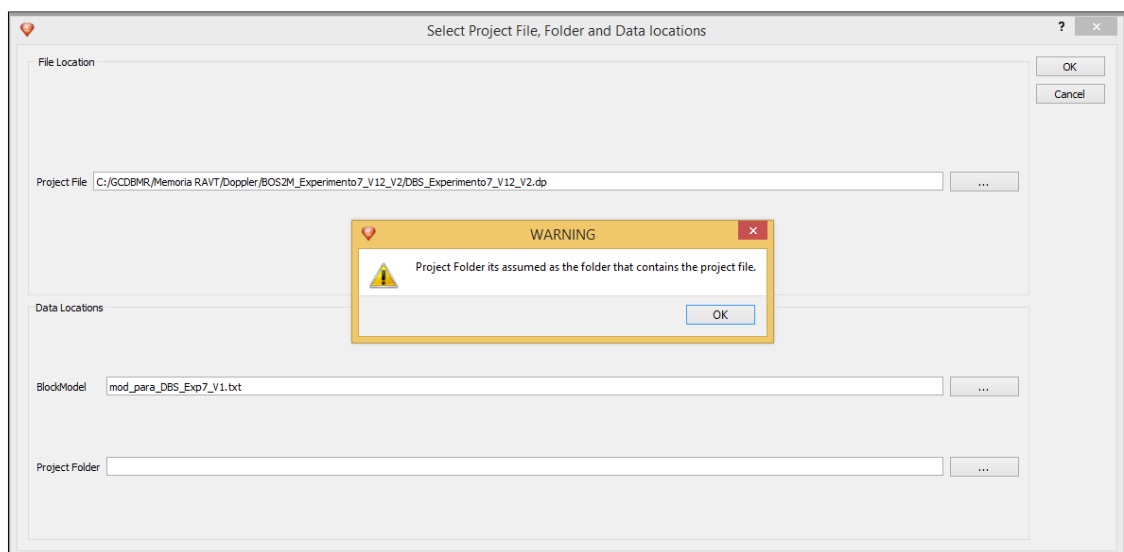 Select Project File, Folder and Data locations
?
File Location
OK
Cancel
Project File C:/GCDBMR/Memoria RAVT/Doppler/BOS2M_Experimento7_V12_V2/DBS_Experimento7_V12_V2.dp ...
WARNING
Project Folder its assumed as the folder that contains the project file.
OK
Data Locations
BlockModel mod_para_DBS_Exp7_V1.txt ...
Project Folder ...